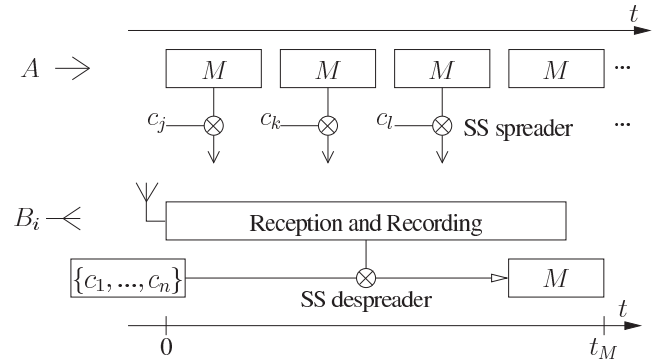 t
A M M M M ...
c_j c_k c_l SS spreader ...
B_i Reception and Recording
{c_1, ..., c_n} M
SS despreader
t
0 t_M